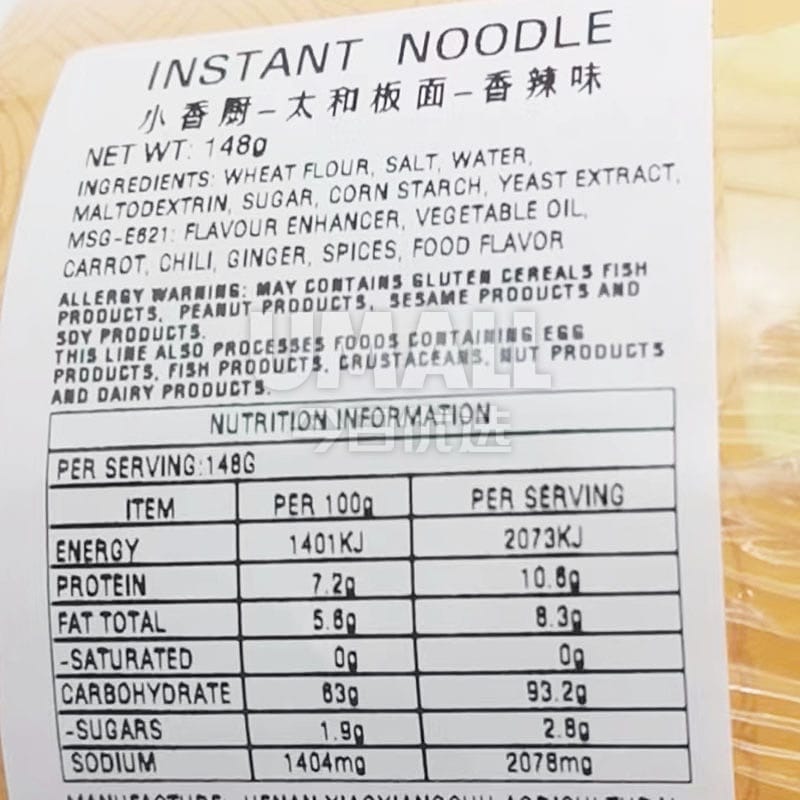 INSTANT NOODLE
小香厨-太和板面-香辣味
NET WT: 148g
INGREDIENTS: WHEAT FLOUR, SALT, WATER,
MALTODEXTRIN, SUGAR, CORN STARCH, YEAST EXTRACT,
MSG-E621: FLAVOUR ENHANCER, VEGETABLE OIL,
CARROT, CHILI, GINGER, SPICES, FOOD FLAVOR
ALLERGY WARNING: MAY CONTAINS GLUTEN CEREALS FISH
PRODUCTS, PEANUT PRODUCTS, SESAME PRODUCTS AND
SOY PRODUCTS.
THIS LINE ALSO PROCESSES FOODS CONTAINING EGG
PRODUCTS, FISH PRODUCTS, CRUSTACEANS, NUT PRODUCTS
AND DAIRY PRODUCTS.
UMALL
今日优选
NUTRITION INFORMATION
PER SERVING:148G
ITEM PER 100g PER SERVING
ENERGY 1401KJ 2073KJ
PROTEIN 7.2g 10.6g
FAT TOTAL 5.6g 8.3g
-SATURATED 0g 0g
CARBOHYDRATE 63g 93.2g
-SUGARS 1.9g 2.8g
SODIUM 1404mg 2078mg